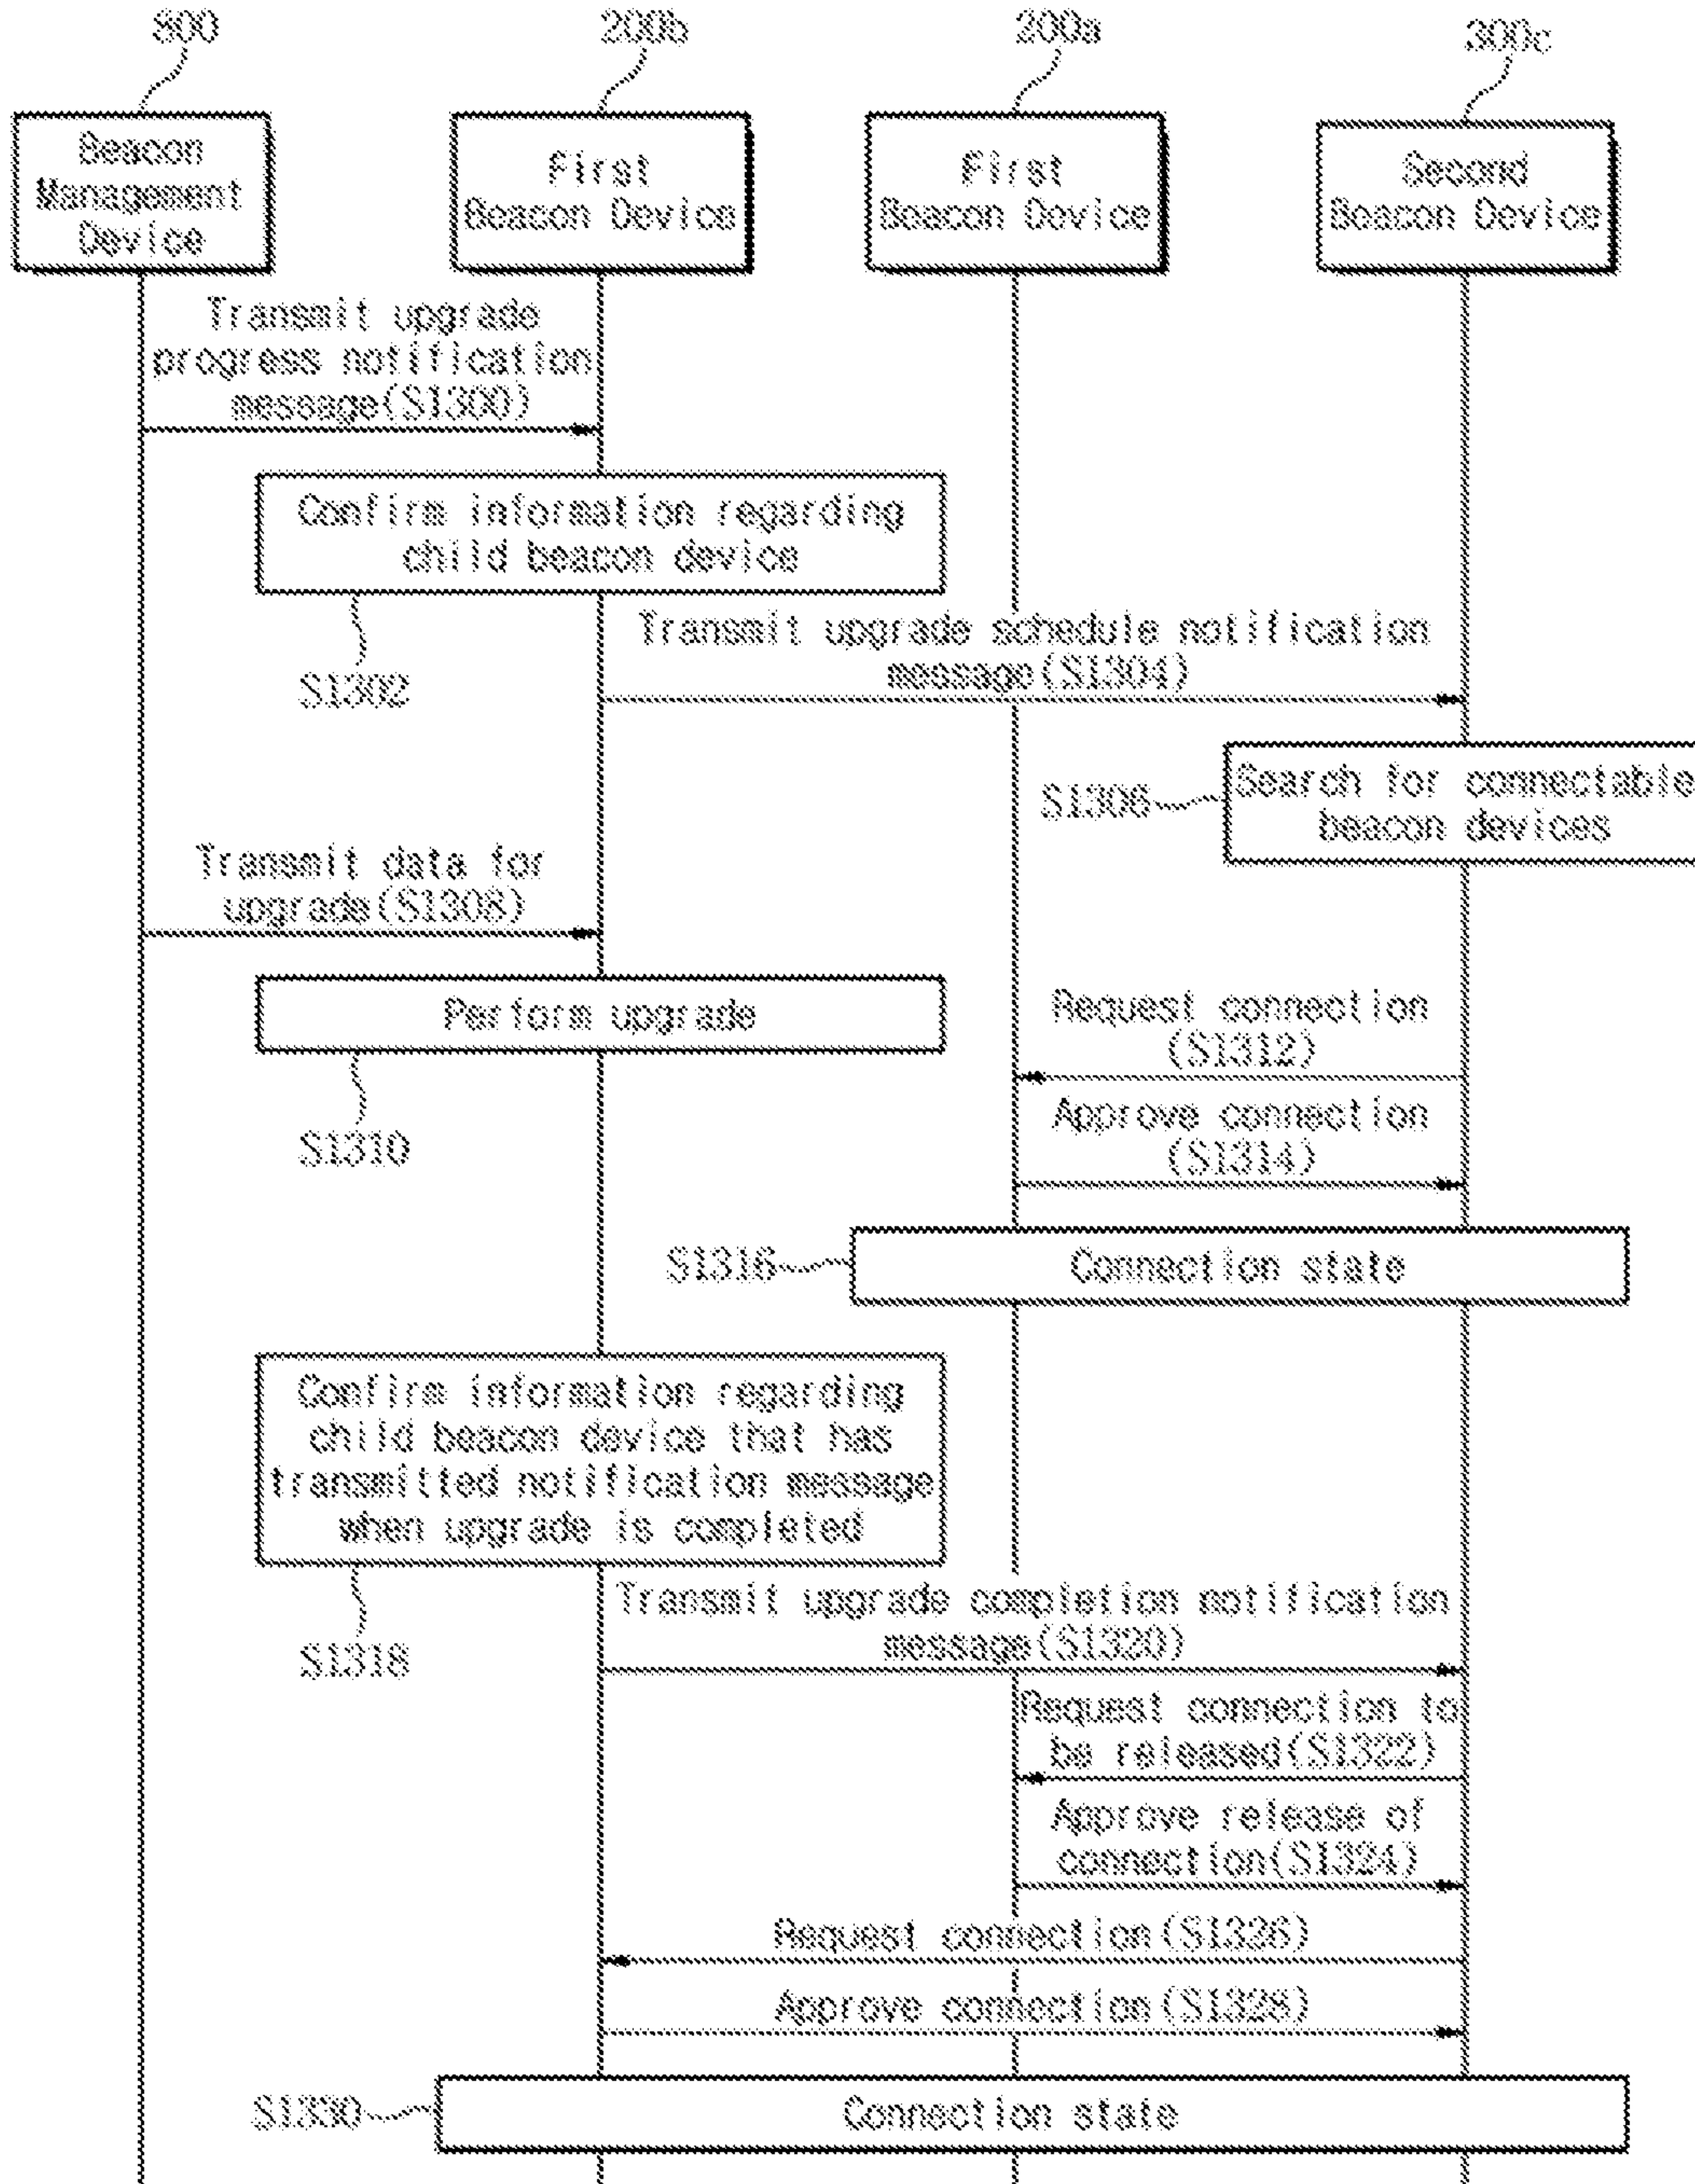 800
200b
200a
300c
Beacon
Management
Device
First
Beacon Device
First
Beacon Device
Second
Beacon Device
Transmit upgrade
progress notification
message(S1300)
Confirm information regarding
child beacon device
S1302
Transmit upgrade schedule notification
message(S1304)
S1306
Search for connectable
beacon devices
Transmit data for
upgrade(S1308)
Perform upgrade
S1310
Request connection
(S1312)
Approve connection
(S1314)
S1316
Connection state
Confirm information regarding
child beacon device that has
transmitted notification message
when upgrade is completed
S1318
Transmit upgrade completion notification
message(S1320)
Request connection to
be released(S1322)
Approve release of
connection(S1324)
Request connection(S1326)
Approve connection(S1328)
S1330
Connection state